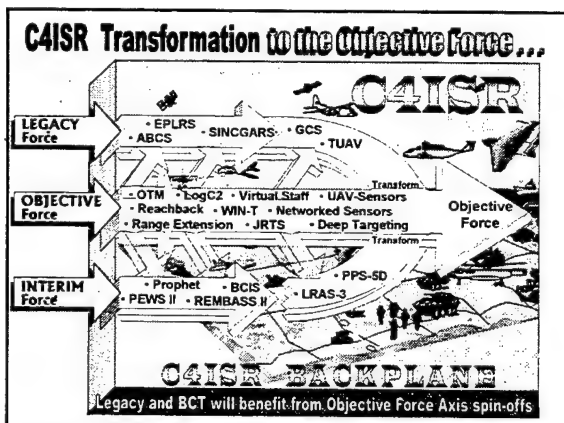 C4ISR Transformation to the Objective Force...
C4ISR
LEGACY
Force
• EPLRS
• ABCS
• SINCGARS
• GCS
• TUAV
Transform
OBJECTIVE
Force
• OTM • LogC2 • Virtual Staff • UAV-Sensors
• Reachback • WIN-T • Networked Sensors
• Range Extension • JRTS • Deep Targeting
Transform
Objective
Force
INTERIM
Force
• Prophet
• PEWS II
• BCIS
• REMBASS II
• LRAS-3
• PPS-5D
C4ISR BACKPLANE
Legacy and BCT will benefit from Objective Force Axis spin-offs